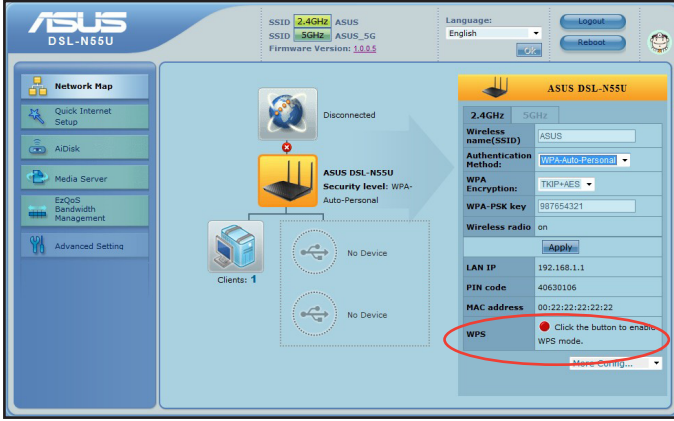 ASUS
DSL-N55U
SSID 2.4GHz ASUS
SSID 5GHz ASUS_5G
Firmware Version: 1.0.0.5
Language:
English
Ok
Logout
Reboot
Network Map
Quick Internet
Setup
AiDisk
Media Server
EzQoS
Bandwidth
Management
Advanced Setting
Disconnected
ASUS DSL-N55U
Security level: WPA-
Auto-Personal
Clients: 1
No Device
No Device
ASUS DSL-N55U
2.4GHz 5GHz
Wireless
name(SSID) ASUS
Authentication
Method: WPA-Auto-Personal
WPA
Encryption: TKIP+AES
WPA-PSK key 987654321
Wireless radio on
Apply
LAN IP 192.168.1.1
PIN code 40630106
MAC address 00:22:22:22:22:22
WPS Click the button to enable
WPS mode.
More Config...